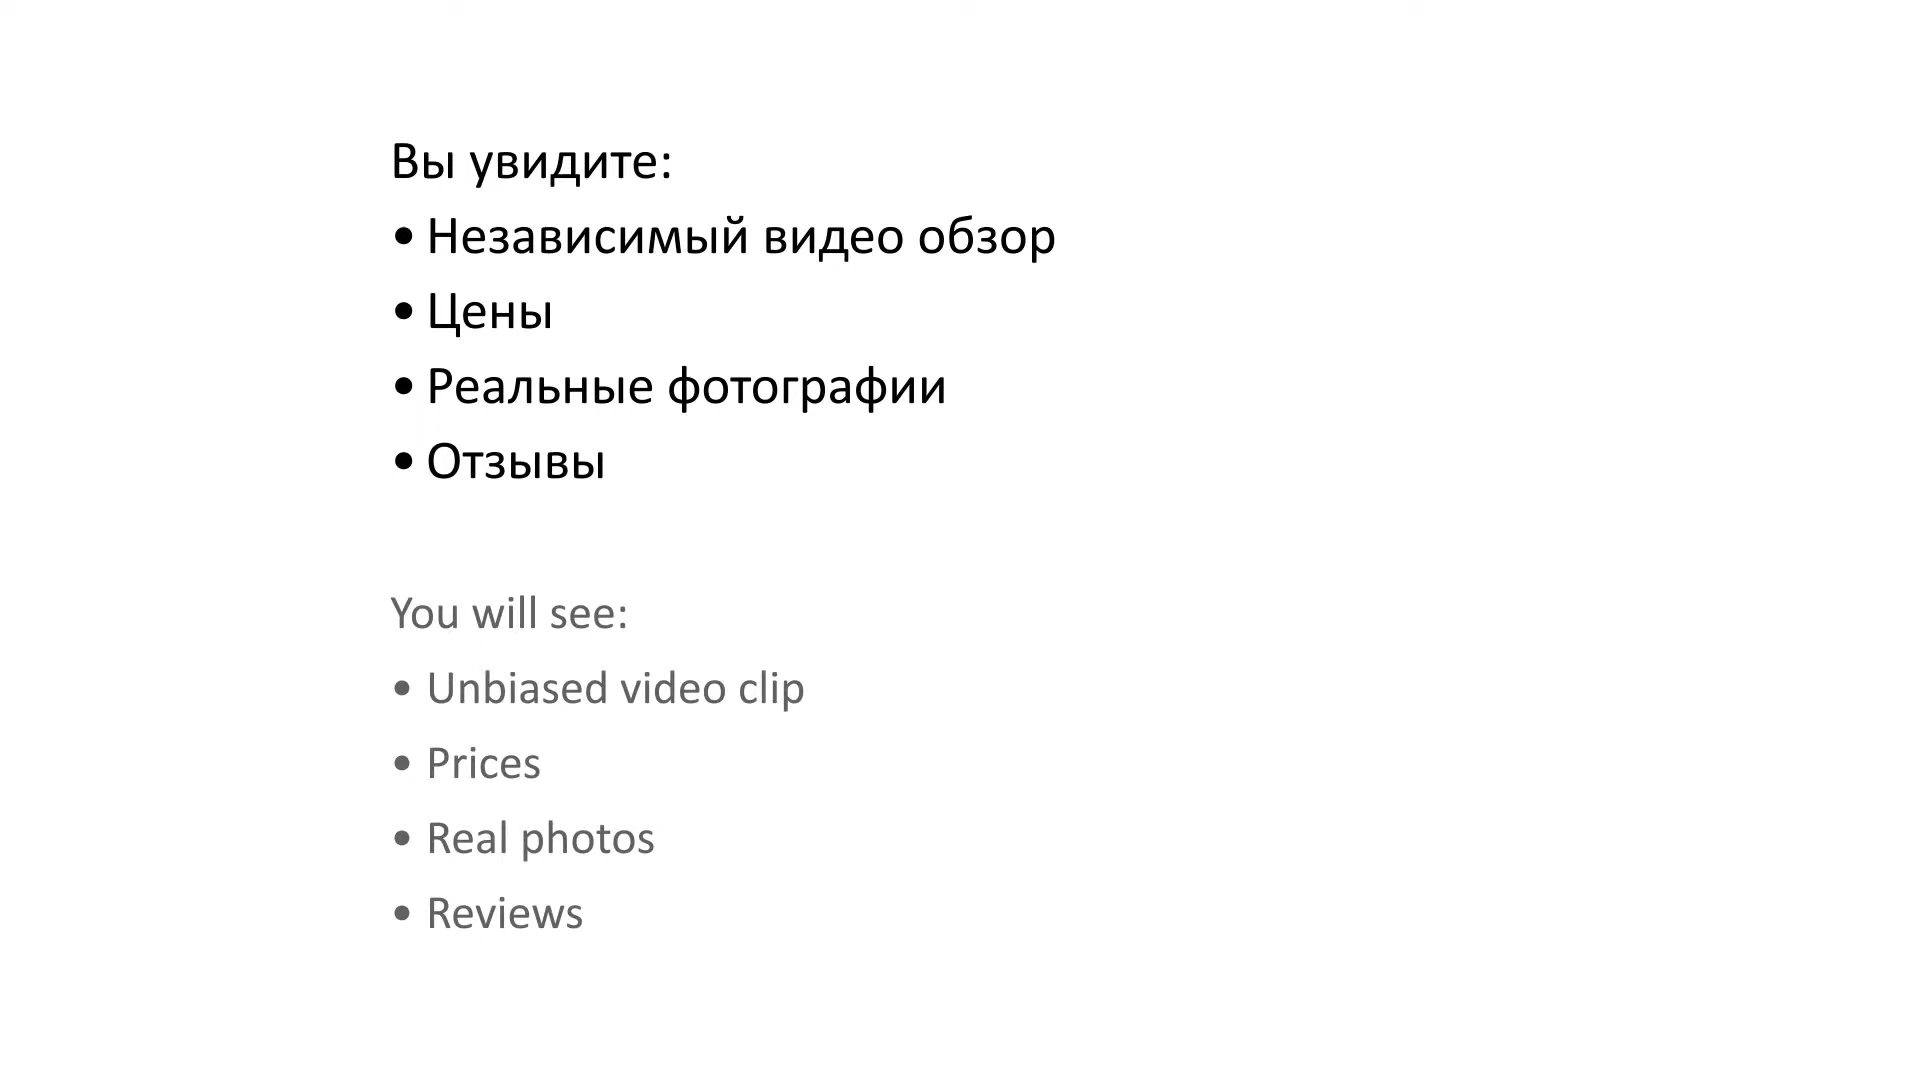 Вы увидите:
• Независимый видео обзор
• Цены
• Реальные фотографии
• Отзывы
You will see:
• Unbiased video clip
• Prices
• Real photos
• Reviews